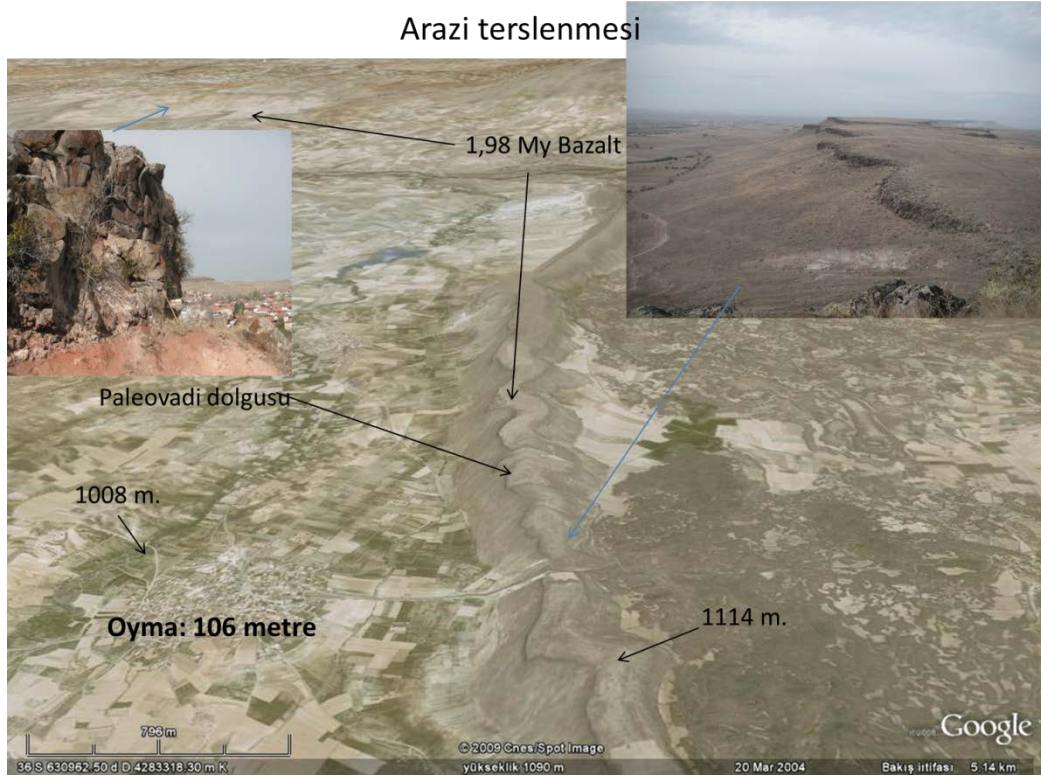 Arazi terslenmesi
1,98 My Bazalt
Paleovadi dolgusu
1008 m.
Oyma: 106 metre
1114 m.
796 m
© 2009 Cnes/Spot Image
Google
36 S 630962.50 d D 4283318.30 m K
yükseklik 1090 m
20 Mar 2004
Bakış irtifası 5.14 km